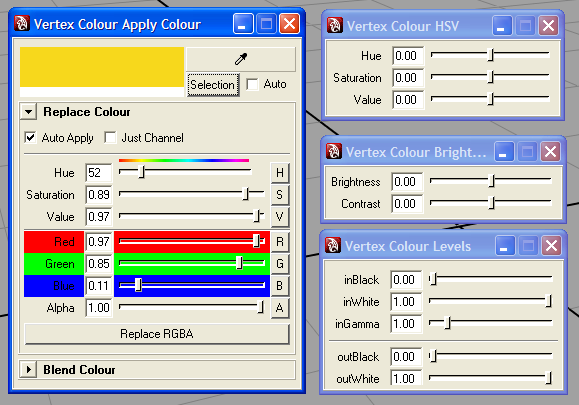 Vertex Colour Apply Colour
Selection
Auto
Replace Colour
Auto Apply
Just Channel
Hue 52 H
Saturation 0.89 S
Value 0.97 V
Red 0.97 R
Green 0.85 G
Blue 0.11 B
Alpha 1.00 A
Replace RGBA
Blend Colour
Vertex Colour HSV
Hue 0.00
Saturation 0.00
Value 0.00
Vertex Colour Bright...
Brightness 0.00
Contrast 0.00
Vertex Colour Levels
inBlack 0.00
inWhite 1.00
inGamma 1.00
outBlack 0.00
outWhite 1.00